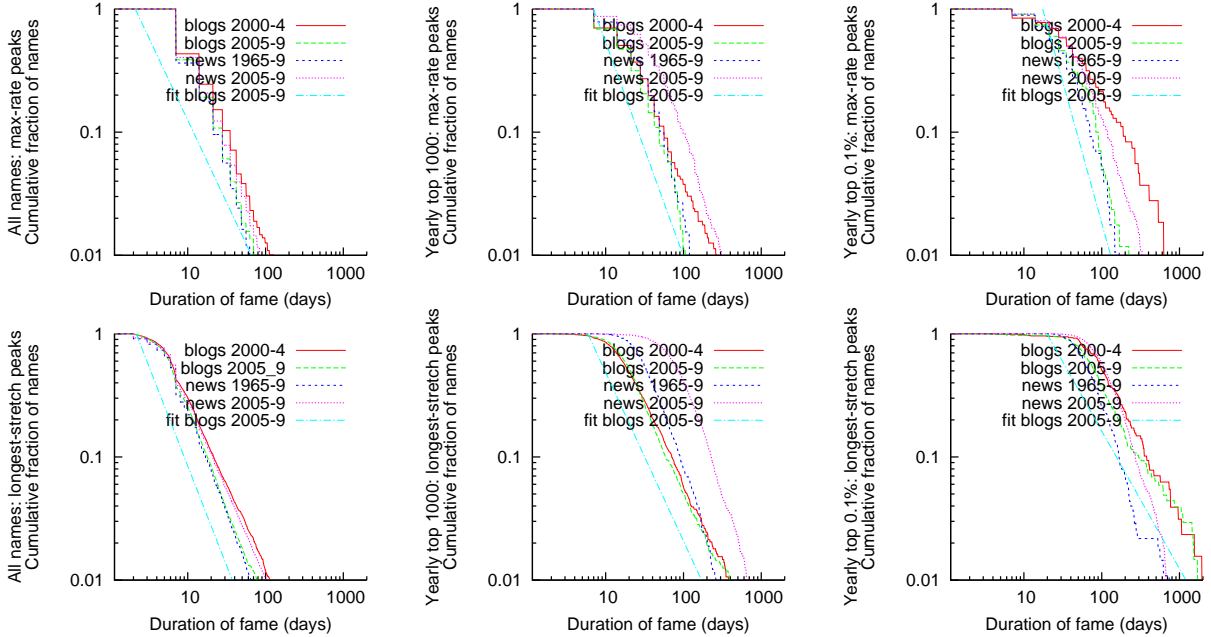 All names: max-rate peaks
Cumulative fraction of names
1
0.1
0.01
10
100
1000
Duration of fame (days)
blogs 2000-4
blogs 2005-9
news 1965-9
news 2005-9
fit blogs 2005-9
Yearly top 1000: max-rate peaks
Cumulative fraction of names
1
0.1
0.01
10
100
1000
Duration of fame (days)
blogs 2000-4
blogs 2005-9
news 1965-9
news 2005-9
fit blogs 2005-9
Yearly top 0.1%: max-rate peaks
Cumulative fraction of names
1
0.1
0.01
10
100
1000
Duration of fame (days)
blogs 2000-4
blogs 2005-9
news 1965-9
news 2005-9
fit blogs 2005-9
All names: longest-stretch peaks
Cumulative fraction of names
1
0.1
0.01
10
100
1000
Duration of fame (days)
blogs 2000-4
blogs 2005_9
news 1965-9
news 2005-9
fit blogs 2005-9
Yearly top 1000: longest-stretch peaks
Cumulative fraction of names
1
0.1
0.01
10
100
1000
Duration of fame (days)
blogs 2000-4
blogs 2005-9
news 1965-9
news 2005-9
fit blogs 2005-9
Yearly top 0.1%: longest-stretch peaks
Cumulative fraction of names
1
0.1
0.01
10
100
1000
Duration of fame (days)
blogs 2000-4
blogs 2005-9
news 1965-9
news 2005-9
fit blogs 2005-9